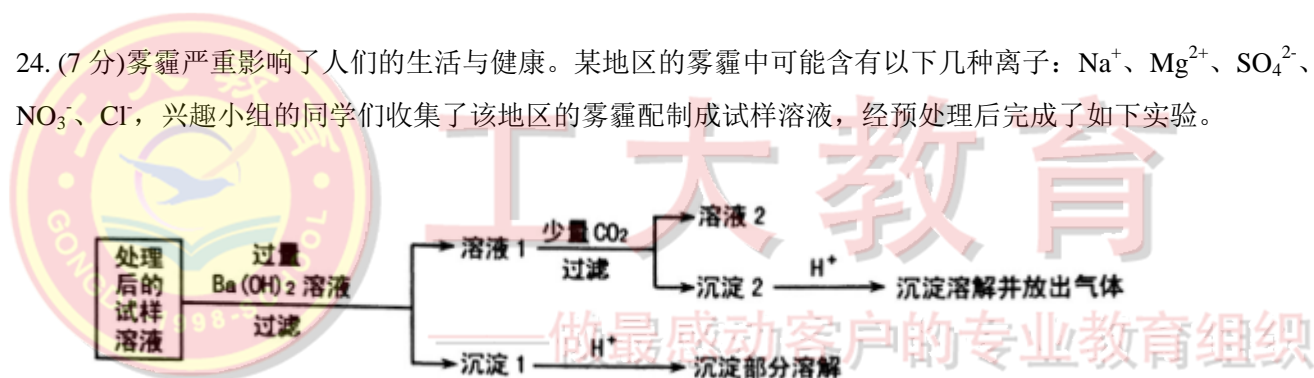 24. (7 分)雾霾严重影响了人们的生活与健康。某地区的雾霾中可能含有以下几种离子：Na⁺、Mg²⁺、SO₄²⁻、
NO₃⁻、Cl⁻，兴趣小组的同学们收集了该地区的雾霾配制成试样溶液，经预处理后完成了如下实验。
工大教育
工大教育
处理
后的
试样
溶液
过量
Ba(OH)₂溶液
过滤
溶液 1
少量 CO₂
过滤
溶液 2
沉淀 2
H⁺
沉淀溶解并放出气体
沉淀 1
H⁺
沉淀部分溶解
——做最感动客户的专业教育组织